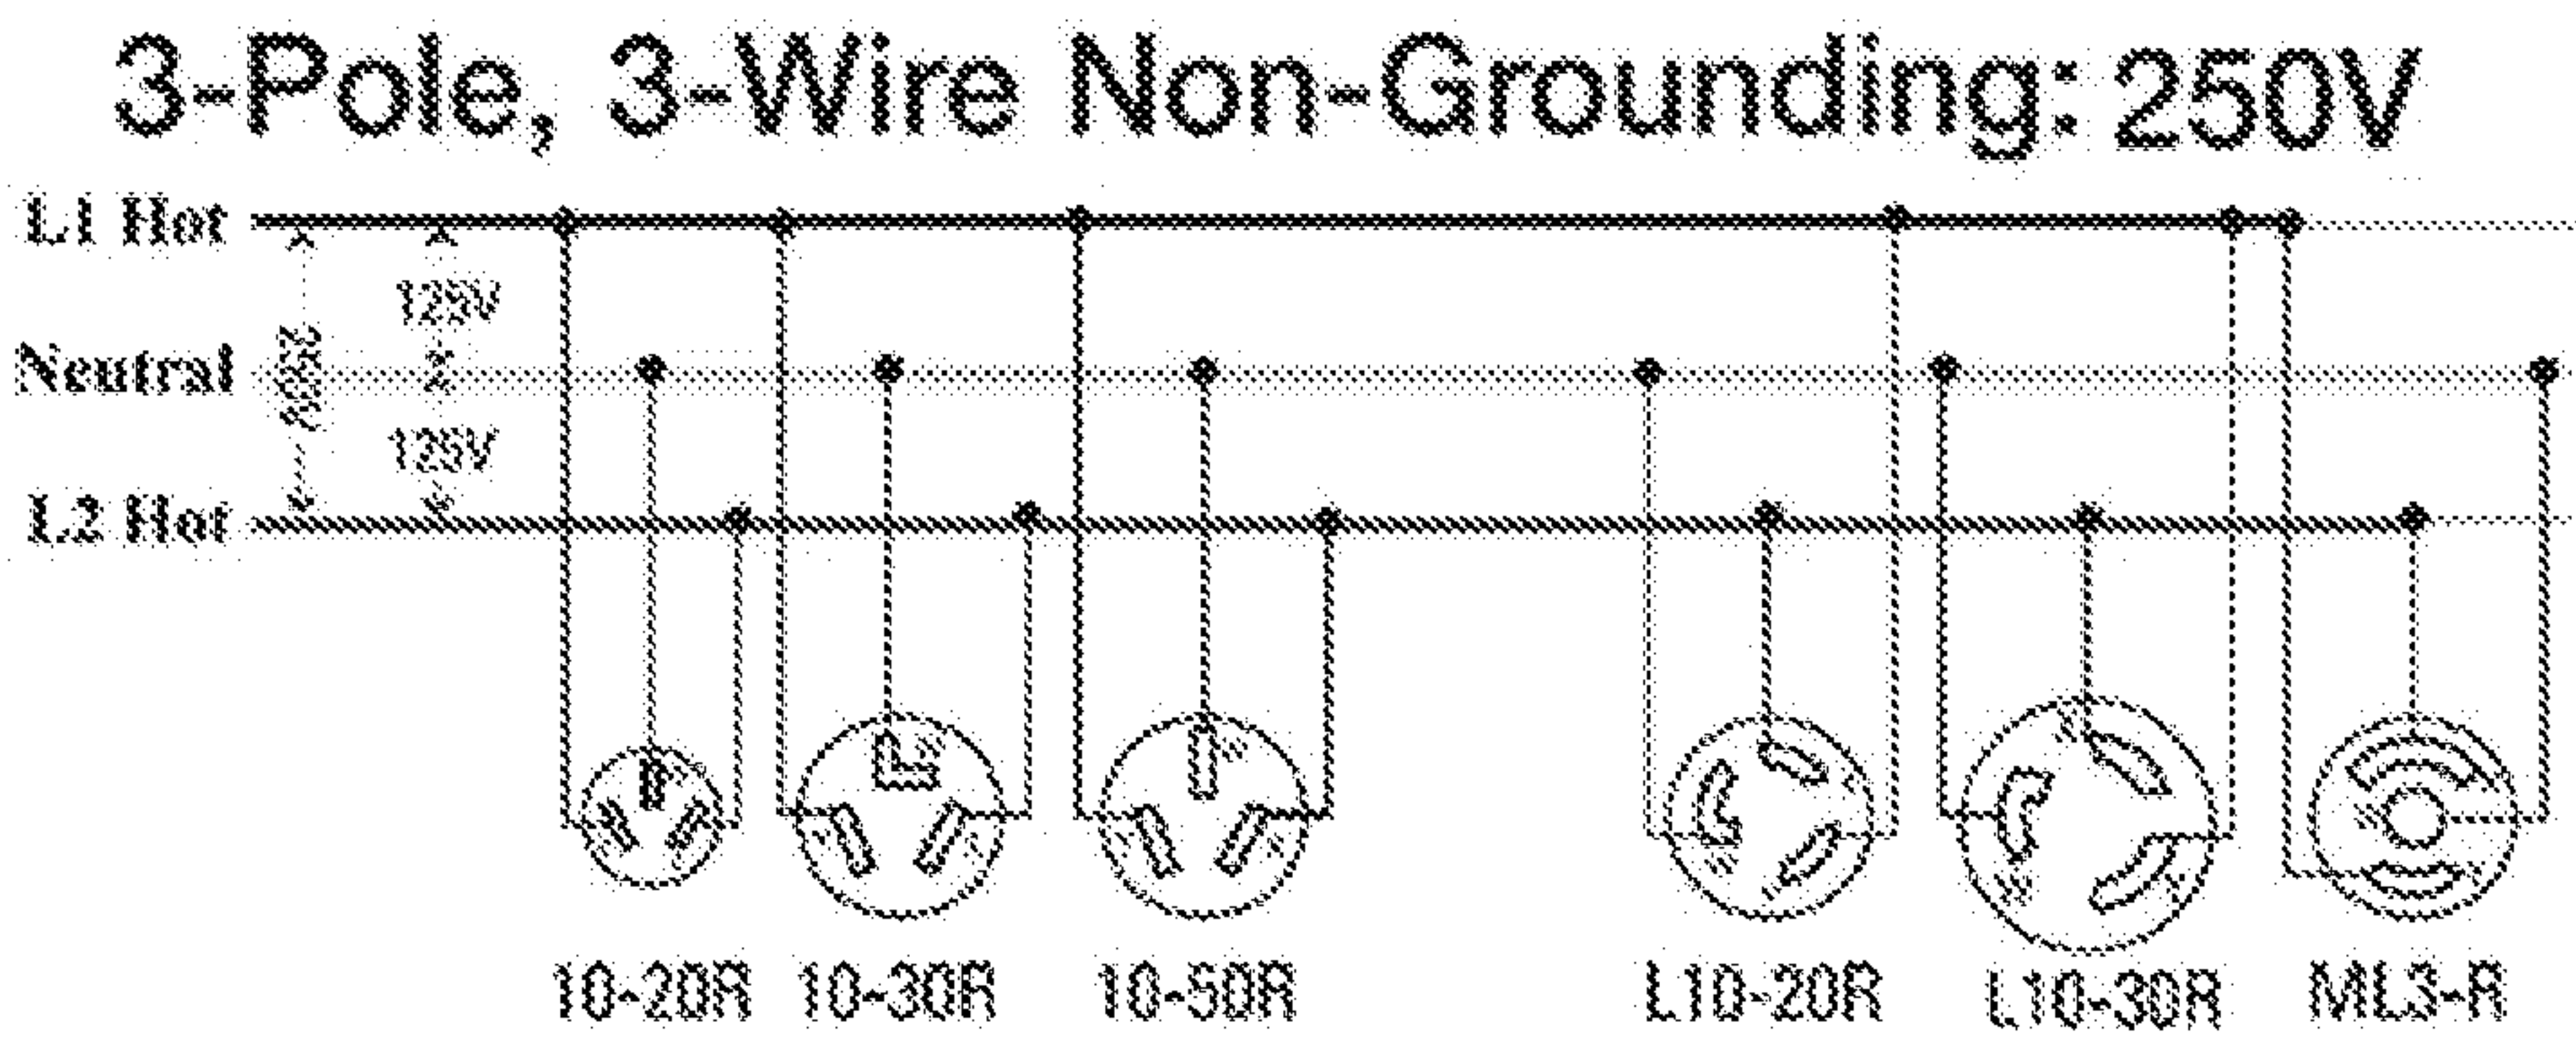 3-Pole, 3-Wire Non-Grounding: 250V
L1 Hot
125V
Neutral
250V
125V
L2 Hot
10-20R 10-30R 10-50R L10-20R L10-30R ML3-R